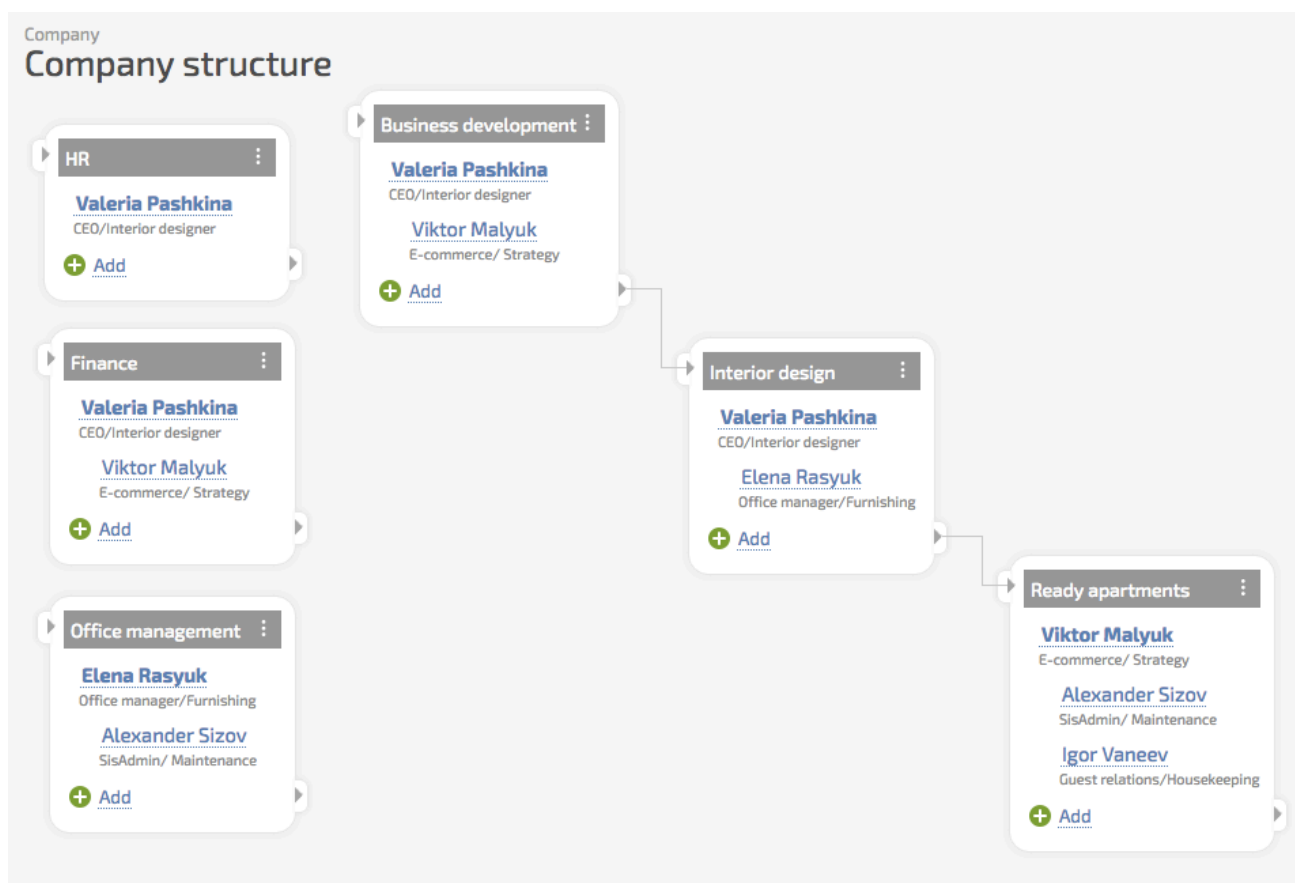 Company
Company structure
HR
Valeria Pashkina
CEO/Interior designer
Add
Finance
Valeria Pashkina
CEO/Interior designer
Viktor Malyuk
E-commerce/ Strategy
Add
Office management
Elena Rasyuk
Office manager/Furnishing
Alexander Sizov
SisAdmin/ Maintenance
Add
Business development
Valeria Pashkina
CEO/Interior designer
Viktor Malyuk
E-commerce/ Strategy
Add
Interior design
Valeria Pashkina
CEO/Interior designer
Elena Rasyuk
Office manager/Furnishing
Add
Ready apartments
Viktor Malyuk
E-commerce/ Strategy
Alexander Sizov
SisAdmin/ Maintenance
Igor Vaneev
Guest relations/Housekeeping
Add